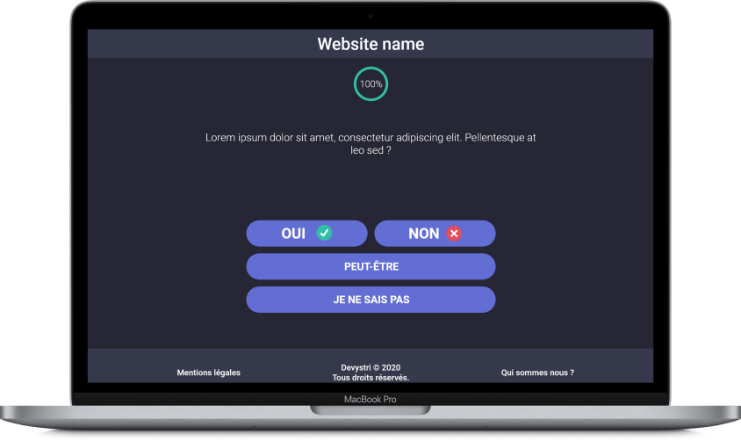 Website name
100%
Lorem ipsum dolor sit amet, consectetur adipiscing elit. Pellentesque at
leo sed ?
OUI
NON
PEUT-ÊTRE
JE NE SAIS PAS
Mentions légales
Devystri © 2020
Tous droits réservés.
Qui sommes nous ?
MacBook Pro